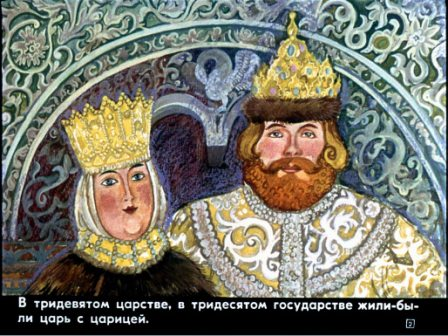 В тридевятом царстве, в тридесятом государстве жили-бы-
ли царь с царицей.
2